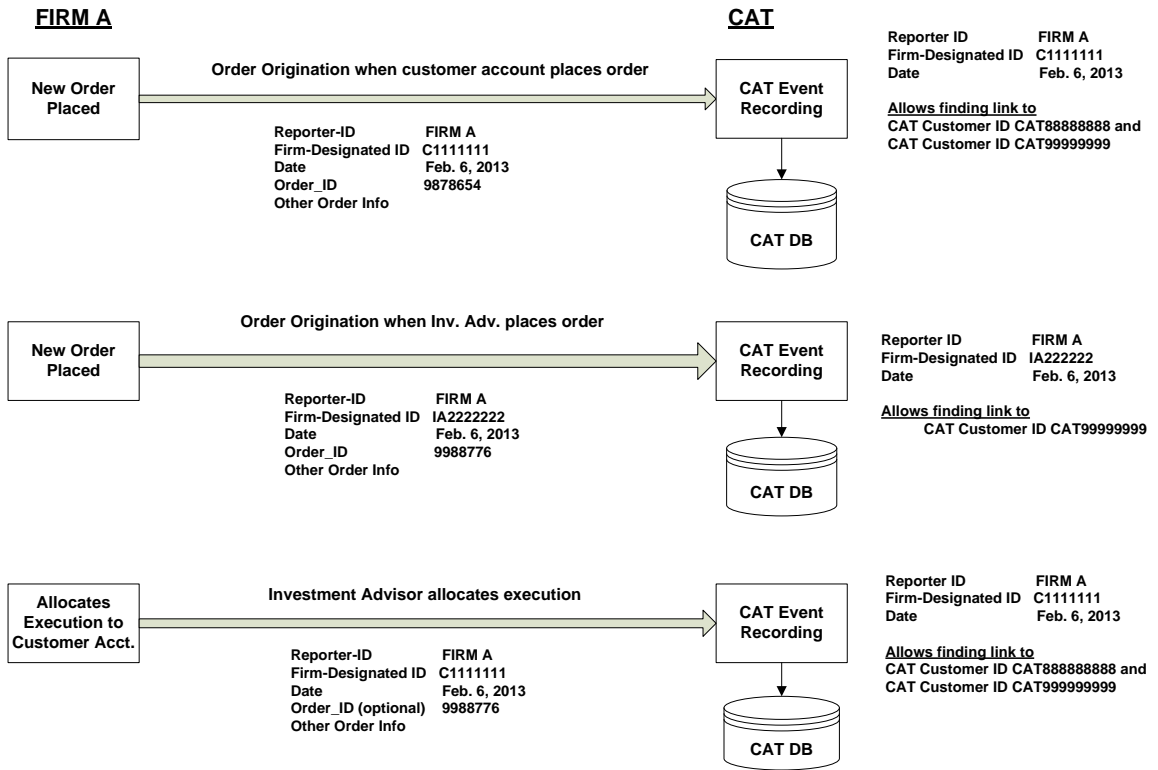 FIRM A
CAT
New Order
Placed
Order Origination when customer account places order
Reporter-ID FIRM A
Firm-Designated ID C1111111
Date Feb. 6, 2013
Order_ID 9878654
Other Order Info
CAT Event
Recording
CAT DB
Reporter ID FIRM A
Firm-Designated ID C1111111
Date Feb. 6, 2013
Allows finding link to
CAT Customer ID CAT88888888 and
CAT Customer ID CAT99999999
New Order
Placed
Order Origination when Inv. Adv. places order
Reporter-ID FIRM A
Firm-Designated ID IA2222222
Date Feb. 6, 2013
Order_ID 9988776
Other Order Info
CAT Event
Recording
CAT DB
Reporter ID FIRM A
Firm-Designated ID IA222222
Date Feb. 6, 2013
Allows finding link to
CAT Customer ID CAT99999999
Allocates
Execution to
Customer Acct.
Investment Advisor allocates execution
Reporter-ID FIRM A
Firm-Designated ID C1111111
Date Feb. 6, 2013
Order_ID (optional) 9988776
Other Order Info
CAT Event
Recording
CAT DB
Reporter ID FIRM A
Firm-Designated ID C1111111
Date Feb. 6, 2013
Allows finding link to
CAT Customer ID CAT888888888 and
CAT Customer ID CAT999999999